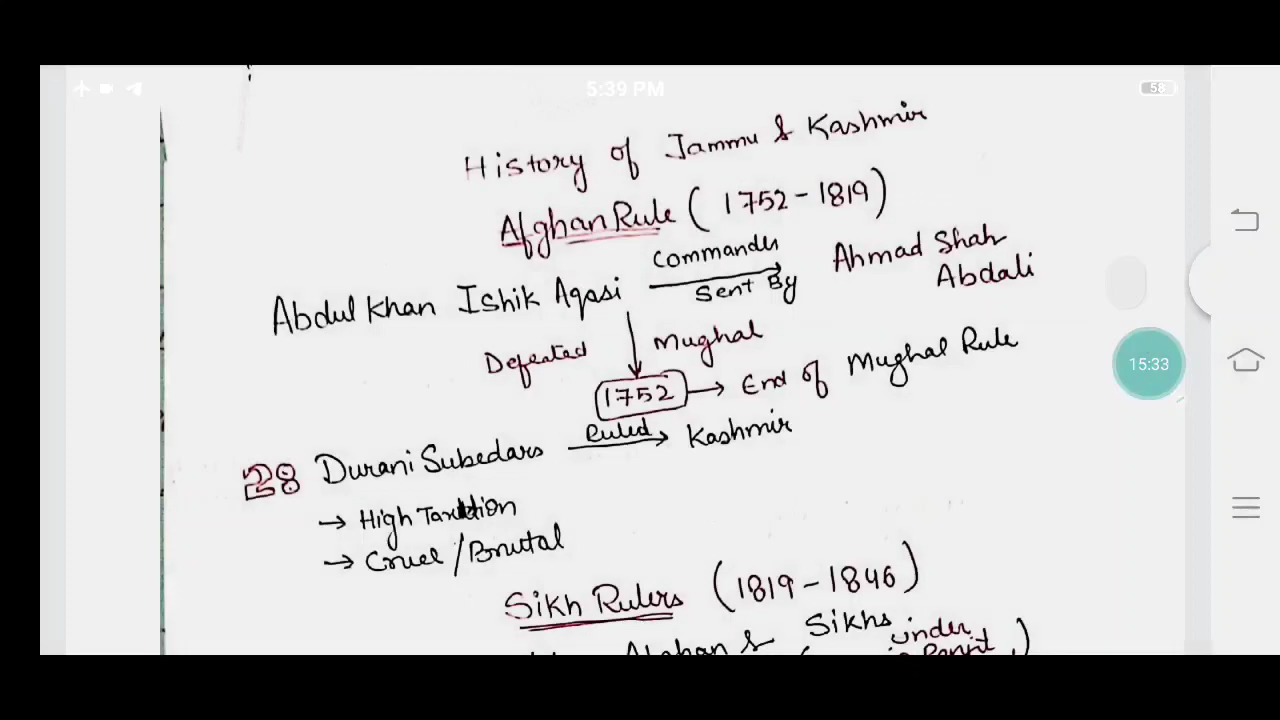 5:39 PM
58
History of Jammu & Kashmir
Afghan Rule (1752-1819)
Abdul Khan Ishik Aqasi Commander Sent By Ahmad Shah Abdali
Defeated Mughal
1752 → End of Mughal Rule
15:33
28 Durani Subedars Ruled → Kashmir
→ High Taxation
→ Cruel/Brutal
Sikh Rulers (1819-1846)
Afghan & Sikhs under